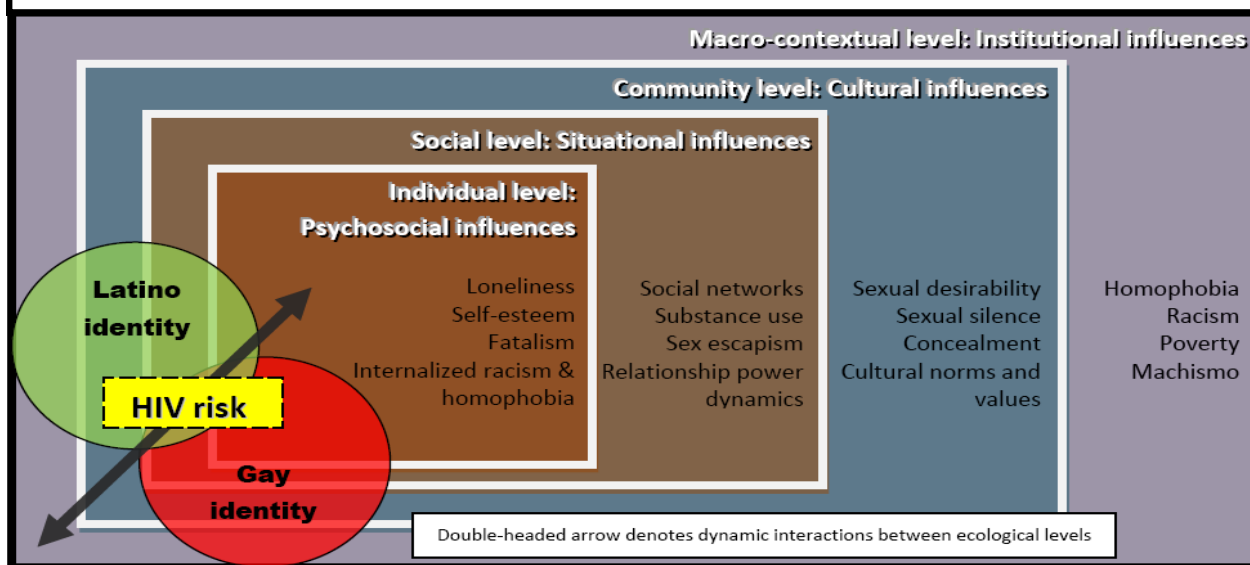 Macro-contextual level: Institutional influences
Community level: Cultural influences
Social level: Situational influences
Individual level:
Psychosocial influences
Latino
identity
HIV risk
Gay
identity
Loneliness
Self-esteem
Fatalism
Internalized racism &
homophobia
Social networks
Substance use
Sex escapism
Relationship power
dynamics
Sexual desirability
Sexual silence
Concealment
Cultural norms and
values
Homophobia
Racism
Poverty
Machismo
Double-headed arrow denotes dynamic interactions between ecological levels